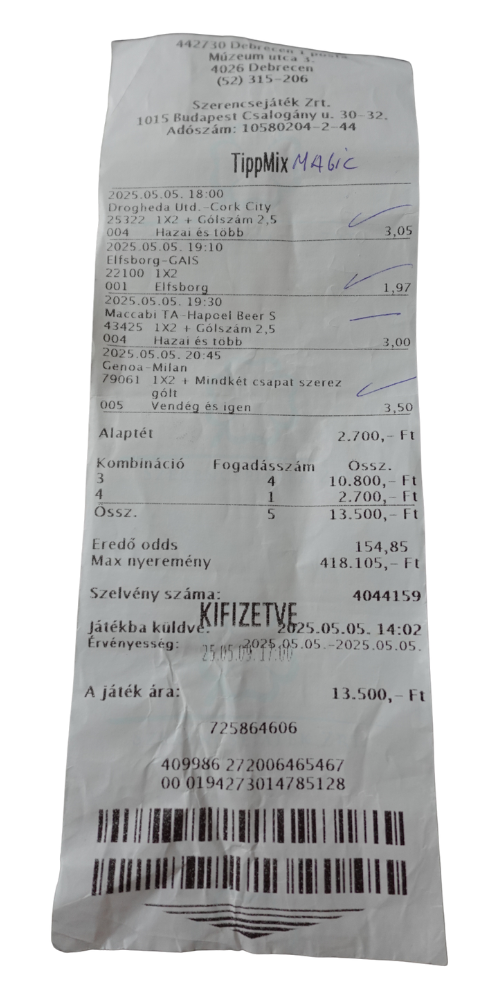 442730 Debrecen 1 posta
Múzeum utca 3.
4026 Debrecen
(52) 315-206
Szerencsejáték Zrt.
1015 Budapest Csalogány u. 30-32.
Adószám: 10580204-2-44
TippMix MAGIC
2025.05.05. 18:00
Drogheda Utd.-Cork City
25322 1X2 + Gólszám 2,5
004 Hazai és több 3,05
2025.05.05. 19:10
Elfsborg-GAIS
22100 1X2
001 Elfsborg 1,97
2025.05.05. 19:30
Maccabi TA-Hapoel Beer S
43425 1X2 + Gólszám 2,5
004 Hazai és több 3,00
2025.05.05. 20:45
Genoa-Milan
79061 1X2 + Mindkét csapat szerez
gólt
005 Vendég és igen 3,50
Alaptét 2.700,- Ft
Kombináció Fogadásszám Össz.
3 4 10.800,- Ft
4 1 2.700,- Ft
Össz. 5 13.500,- Ft
Eredő odds 154,85
Max nyeremény 418.105,- Ft
Szelvény száma: 4044159
KIFIZETVE
Játékba küldve: 2025.05.05. 14:02
Érvényesség: 2025.05.05.-2025.05.05.
25.05.09. 17:00
A játék ára: 13.500,- Ft
725864606
409986 272006465467
00 0194273014785128